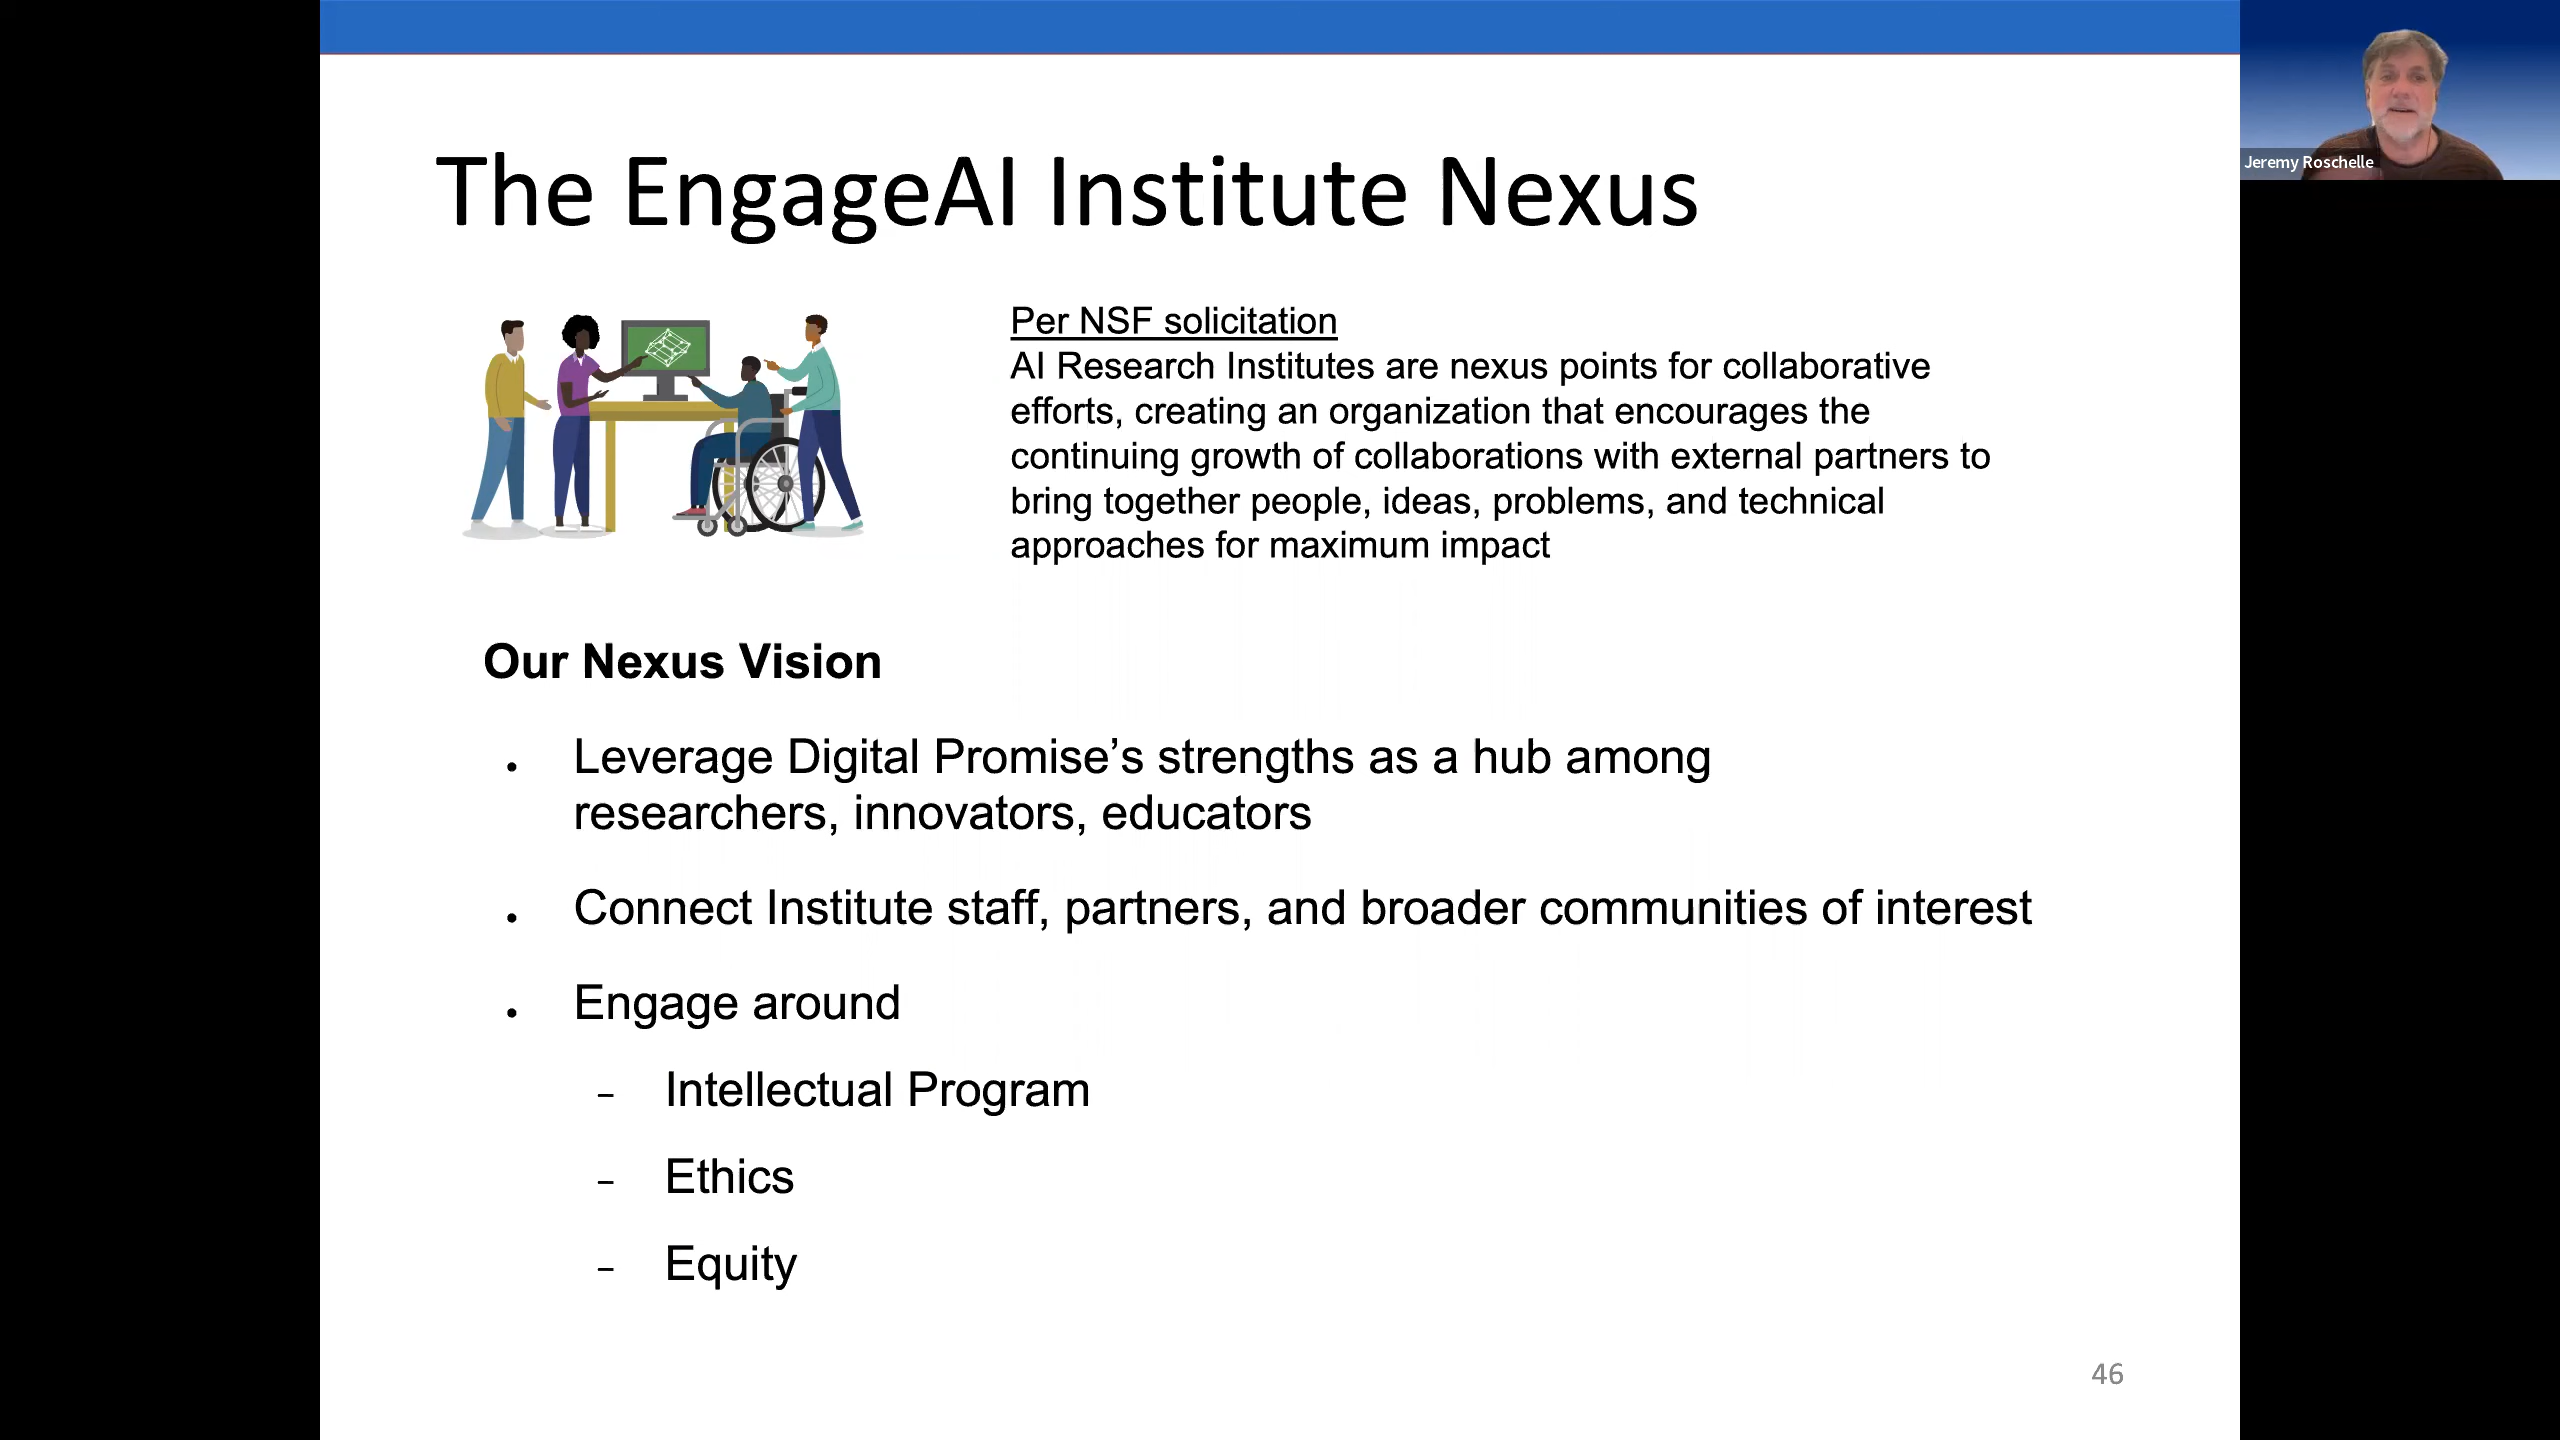 The EngageAI Institute Nexus
Jeremy Roschelle
Per NSF solicitation
AI Research Institutes are nexus points for collaborative
efforts, creating an organization that encourages the
continuing growth of collaborations with external partners to
bring together people, ideas, problems, and technical
approaches for maximum impact
Our Nexus Vision
• Leverage Digital Promise’s strengths as a hub among
researchers, innovators, educators
• Connect Institute staff, partners, and broader communities of interest
• Engage around
– Intellectual Program
– Ethics
– Equity
46